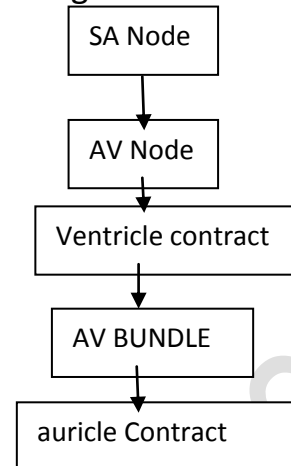 SA Node
AV Node
Ventricle contract
AV BUNDLE
auricle Contract